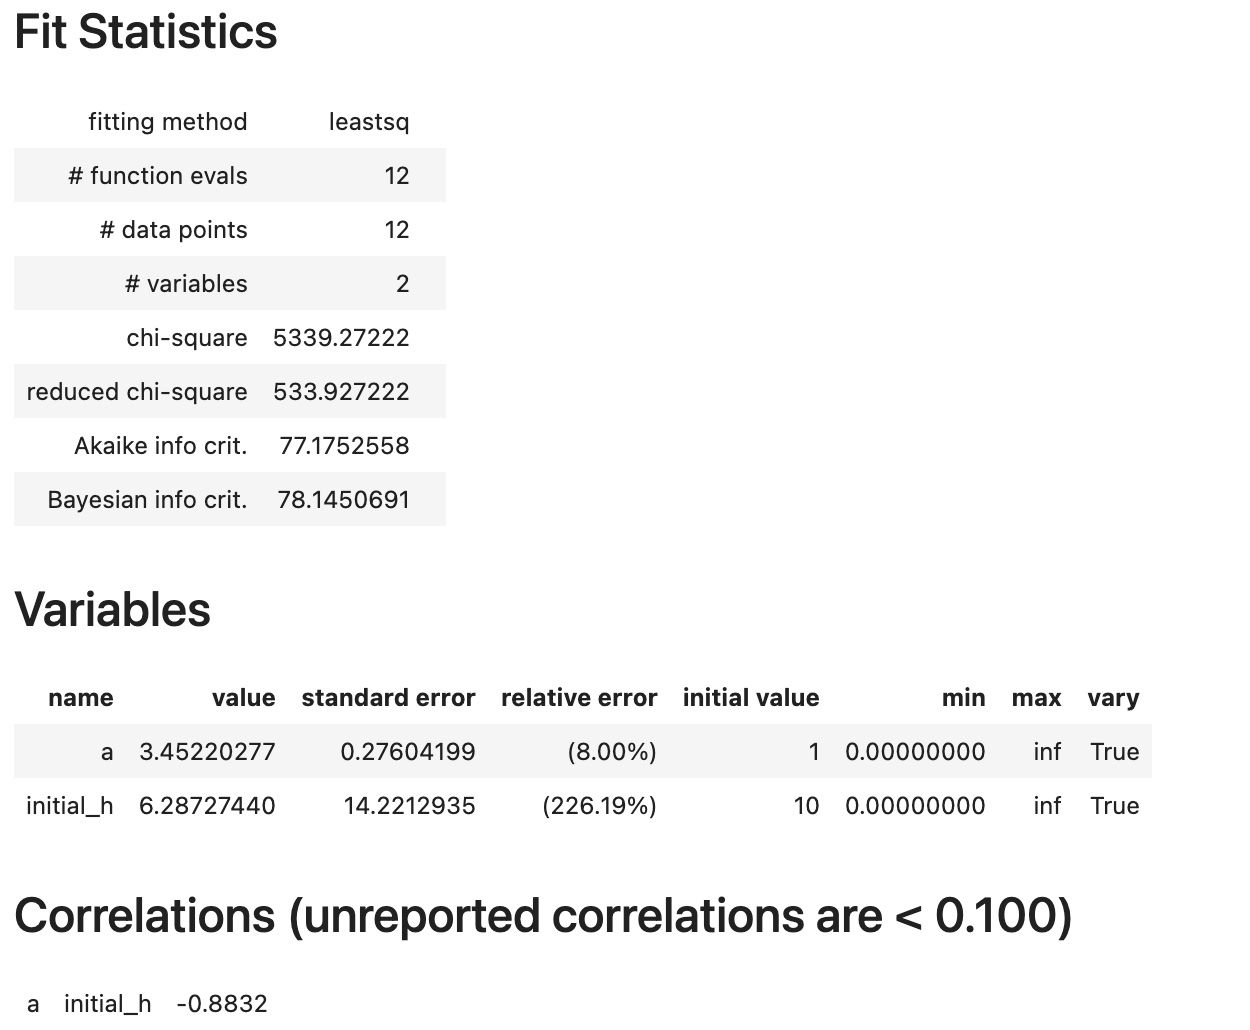 Fit Statistics
fitting method leastsq
# function evals 12
# data points 12
# variables 2
chi-square 5339.27222
reduced chi-square 533.927222
Akaike info crit. 77.1752558
Bayesian info crit. 78.1450691
Variables
name value standard error relative error initial value min max vary
a 3.45220277 0.27604199 (8.00%) 1 0.00000000 inf True
initial_h 6.28727440 14.2212935 (226.19%) 10 0.00000000 inf True
Correlations (unreported correlations are < 0.100)
a initial_h -0.8832